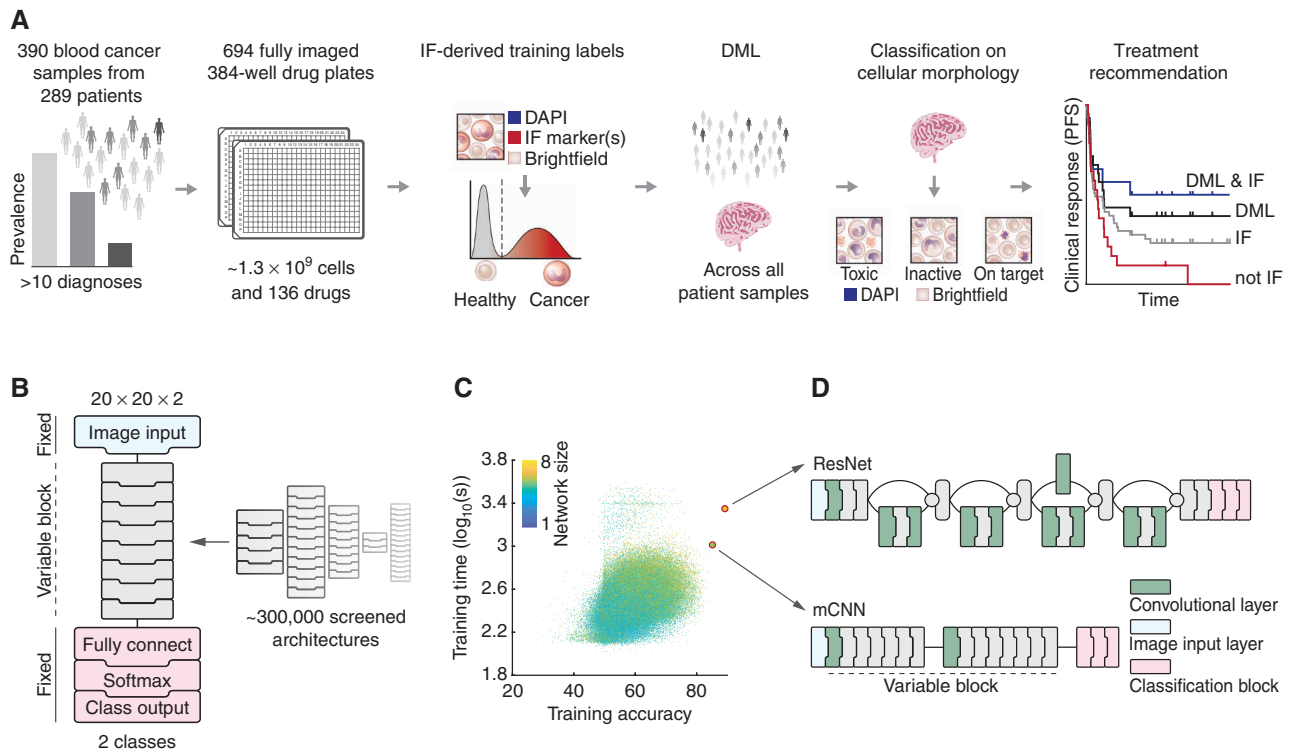 A
390 blood cancer
samples from
289 patients
Prevalence
>10 diagnoses
694 fully imaged
384-well drug plates
~1.3 × 10⁹ cells
and 136 drugs
IF-derived training labels
DAPI
IF marker(s)
Brightfield
Healthy
Cancer
DML
Across all
patient samples
Classification on
cellular morphology
Toxic
Inactive
On target
DAPI
Brightfield
Treatment
recommendation
Clinical response (PFS)
DML & IF
DML
IF
not IF
Time
B
20 × 20 × 2
Fixed
Image input
Variable block
~300,000 screened
architectures
Fixed
Fully connect
Softmax
Class output
2 classes
C
Training time (log₁₀(s))
3.8
3.4
3
2.6
2.2
1.8
20
40
60
80
Training accuracy
8
1
Network size
D
ResNet
mCNN
Variable block
Convolutional layer
Image input layer
Classification block